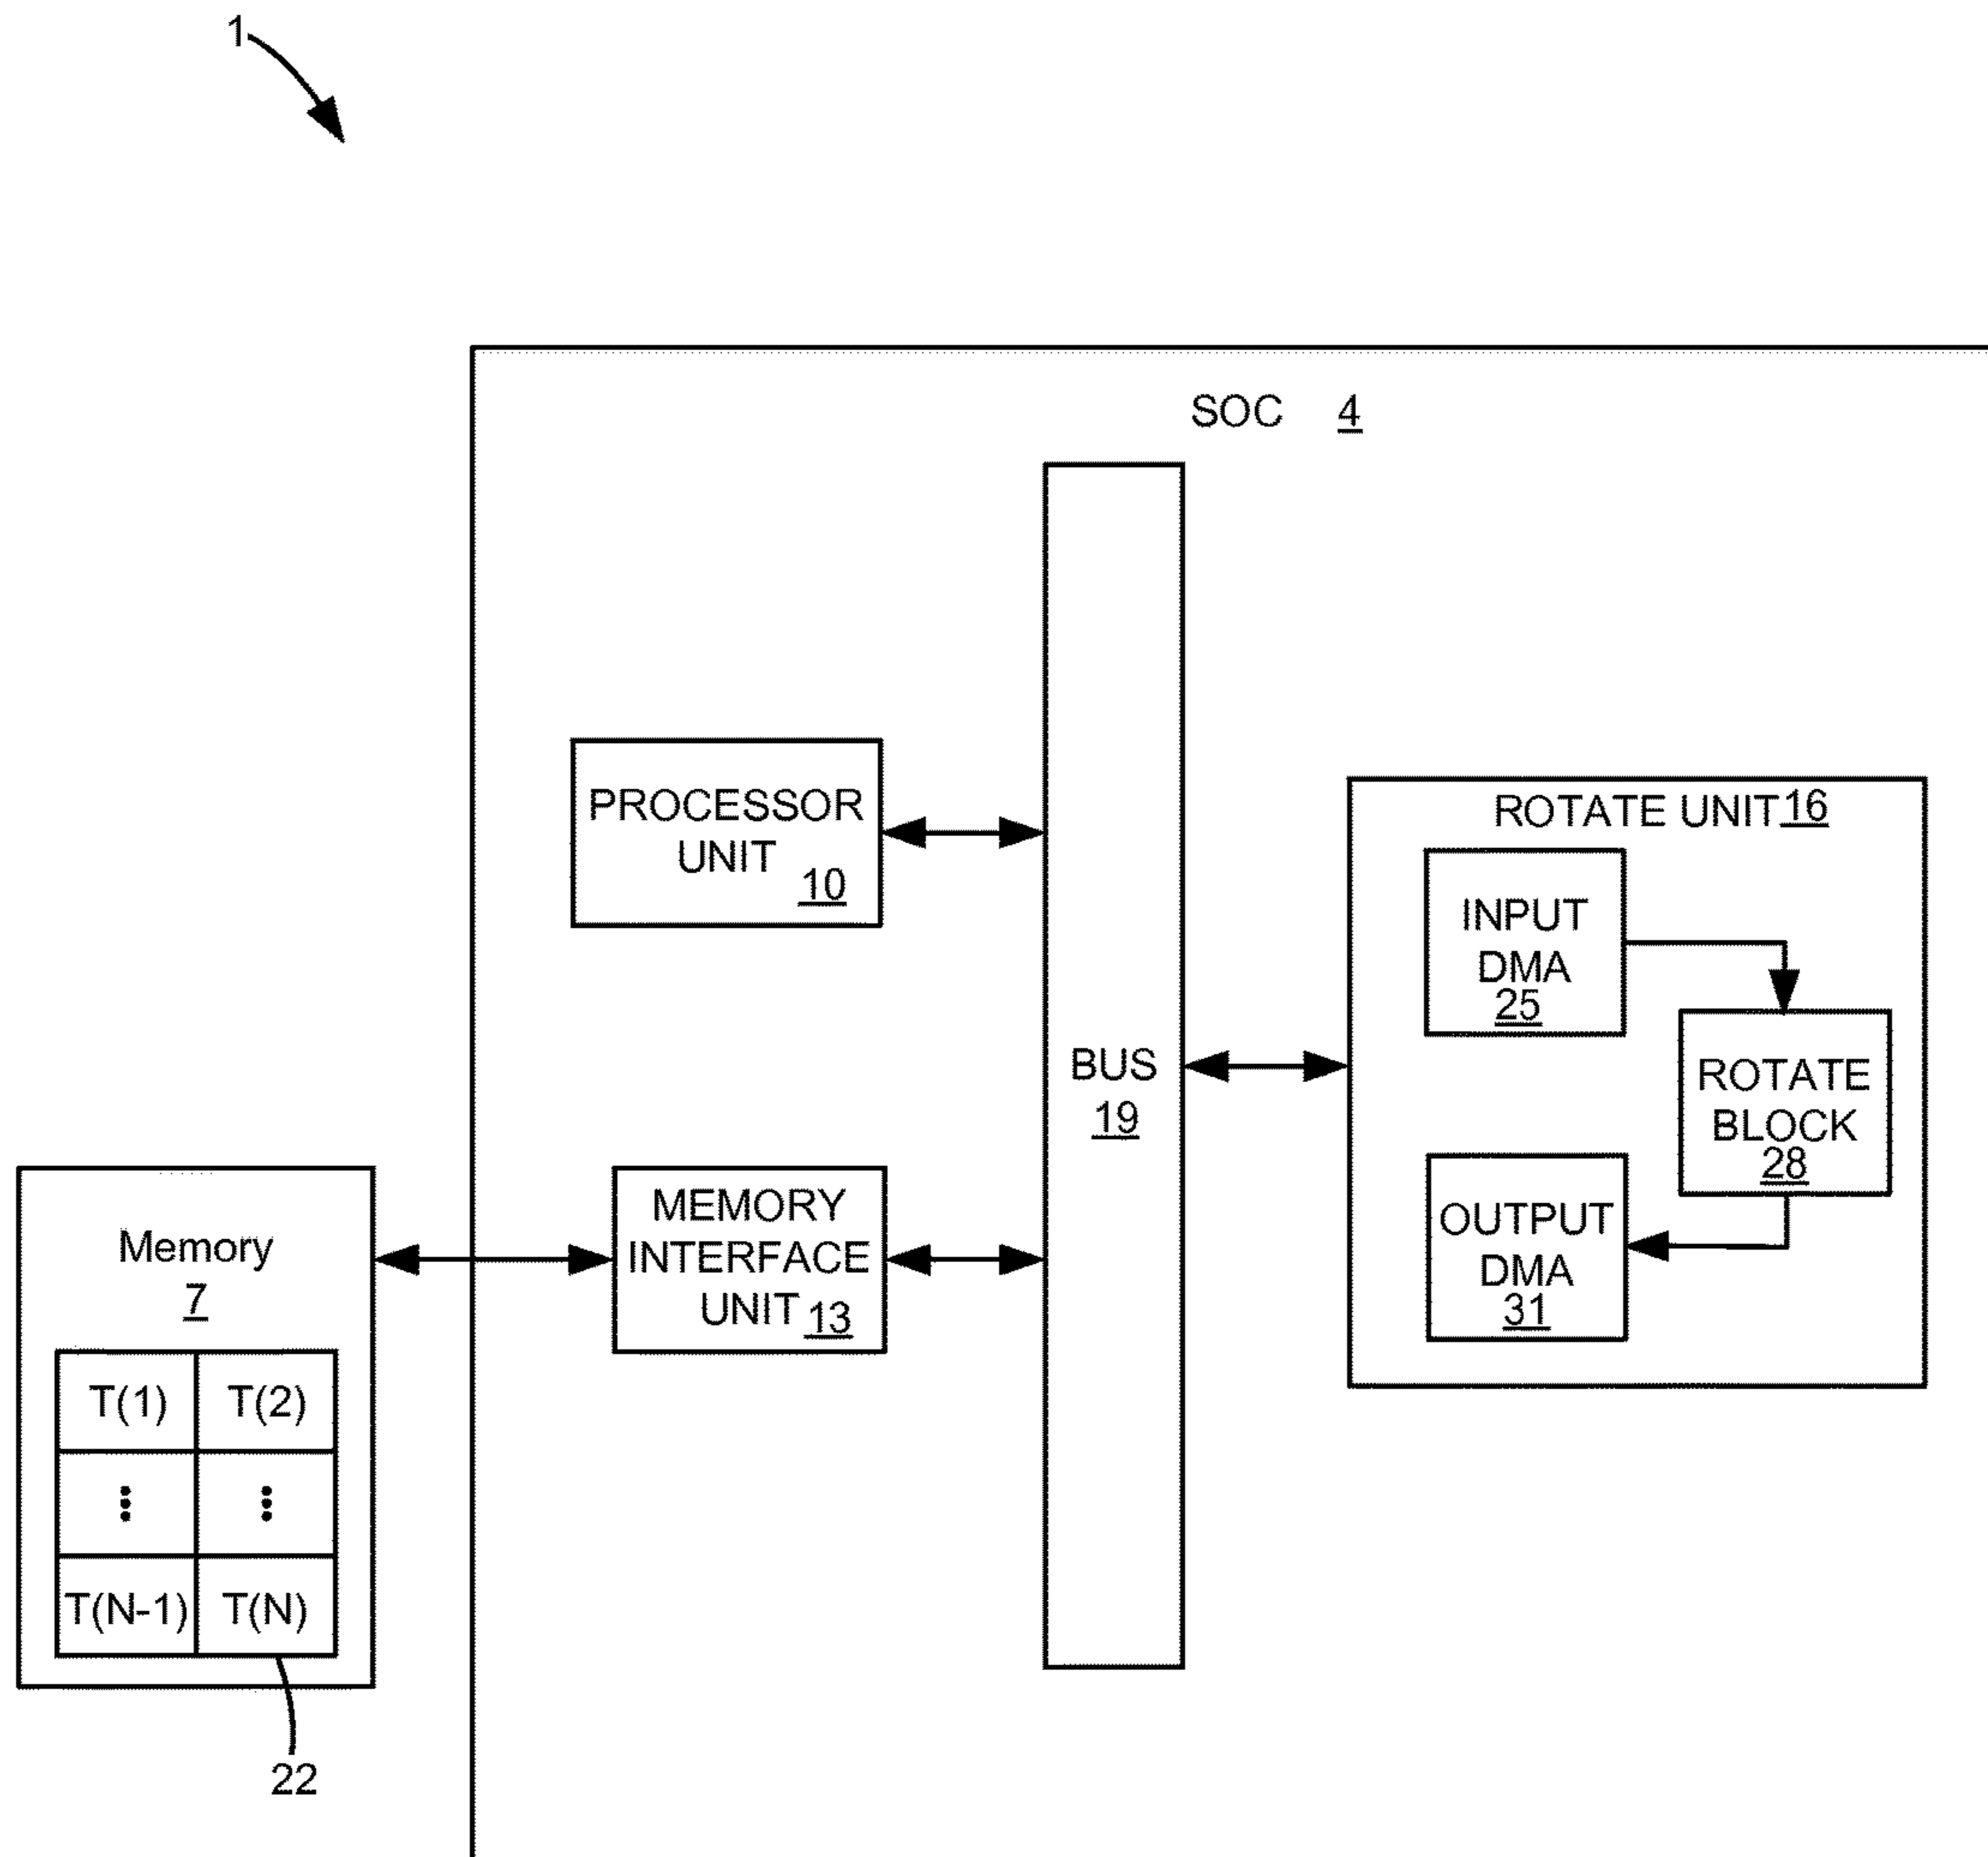 1
SOC 4
PROCESSOR
UNIT
10
ROTATE UNIT 16
INPUT
DMA
25
BUS
19
ROTATE
BLOCK
28
OUTPUT
DMA
31
MEMORY
INTERFACE
UNIT 13
Memory
7
T(1) T(2)
T(N-1) T(N)
22